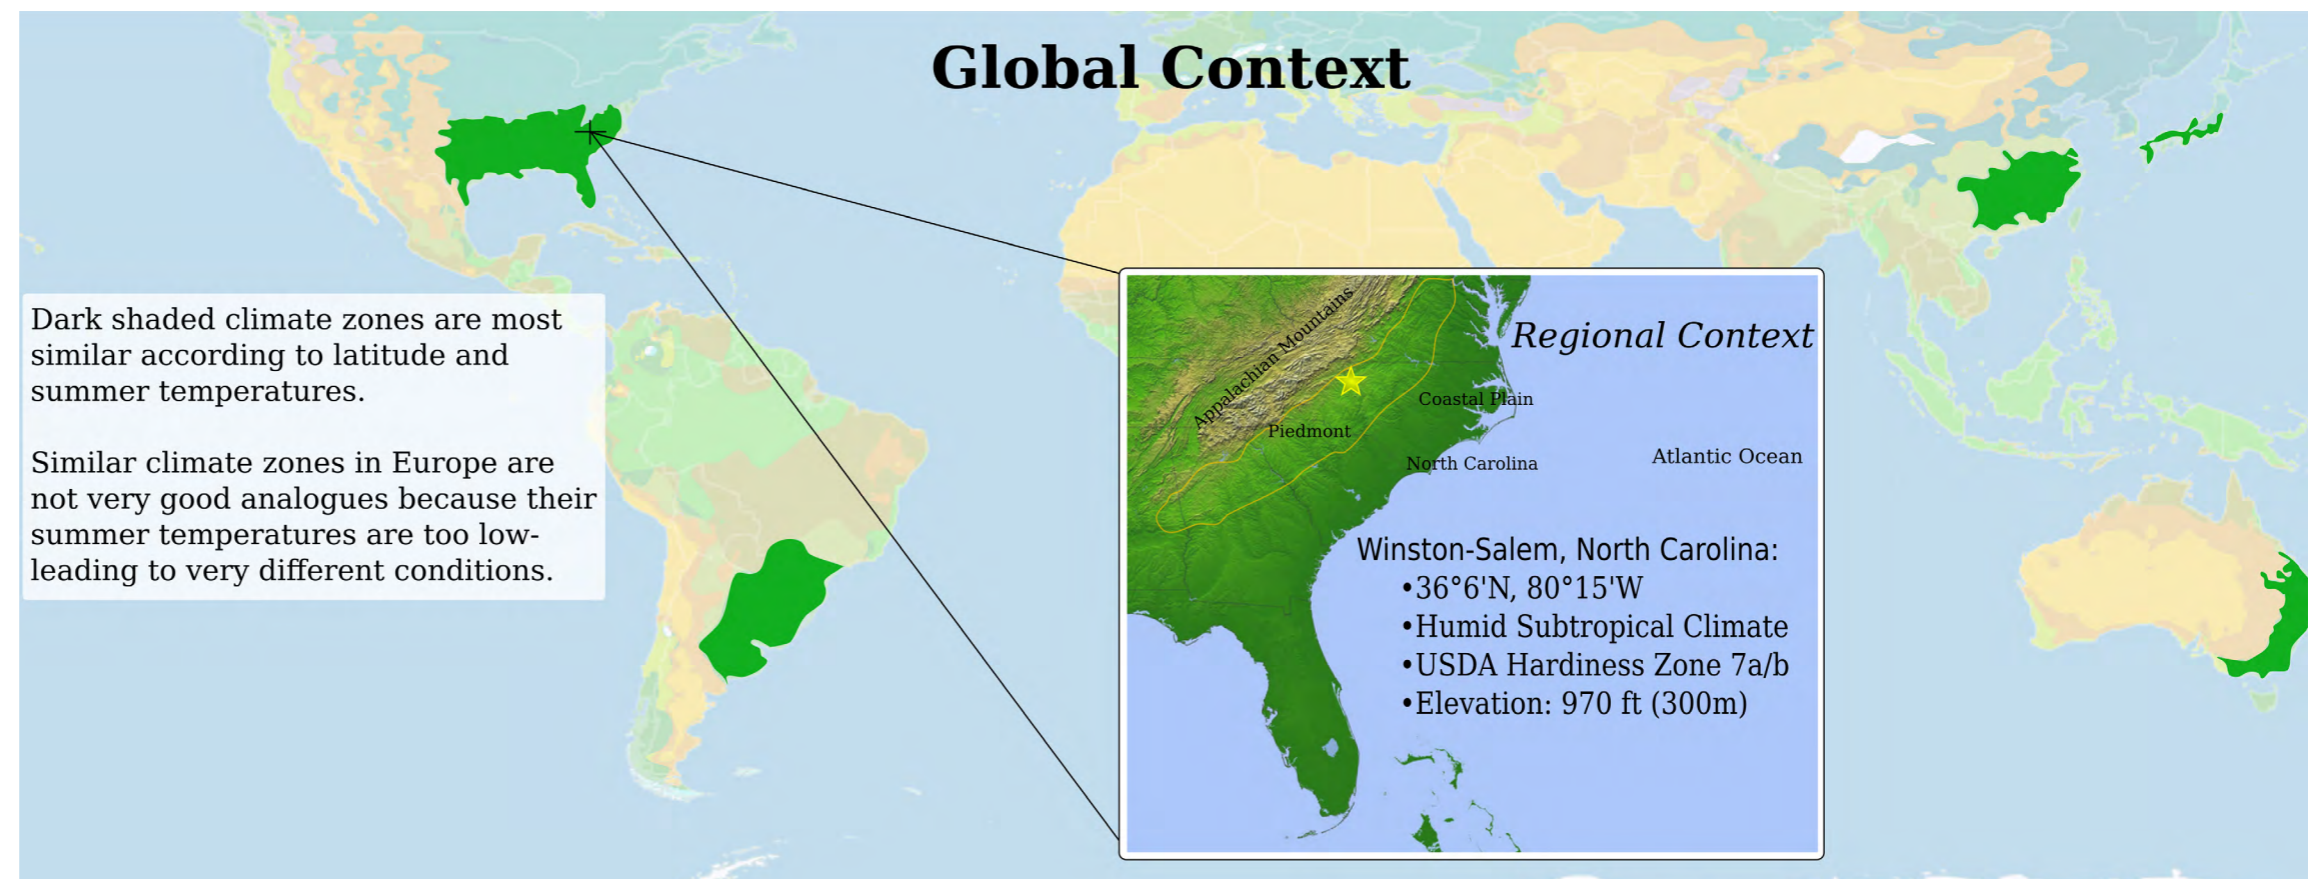 Global Context
Dark shaded climate zones are most
similar according to latitude and
summer temperatures.
Similar climate zones in Europe are
not very good analogues because their
summer temperatures are too low-
leading to very different conditions.
Regional Context
Appalachian Mountains
Coastal Plain
Piedmont
North Carolina
Atlantic Ocean
Winston-Salem, North Carolina:
•36°6'N, 80°15'W
•Humid Subtropical Climate
•USDA Hardiness Zone 7a/b
•Elevation: 970 ft (300m)